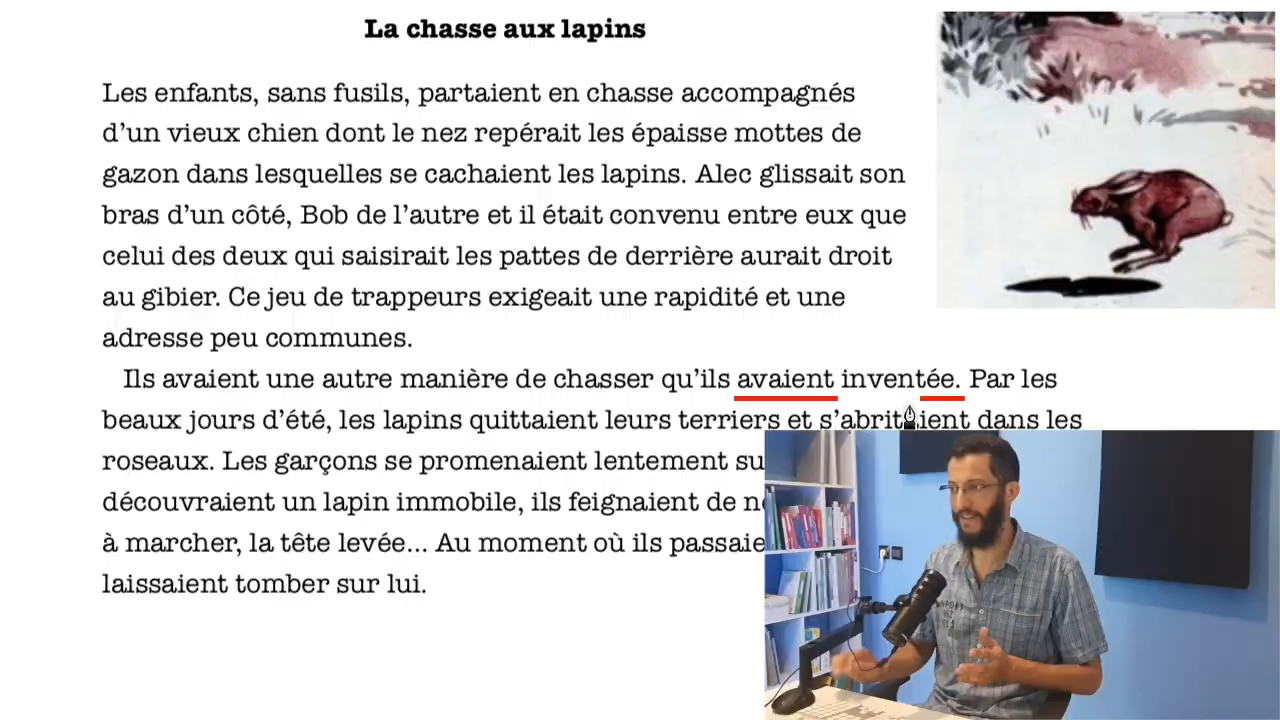 La chasse aux lapins
Les enfants, sans fusils, partaient en chasse accompagnés
d'un vieux chien dont le nez repérait les épaisse mottes de
gazon dans lesquelles se cachaient les lapins. Alec glissait son
bras d'un côté, Bob de l'autre et il était convenu entre eux que
celui des deux qui saisirait les pattes de derrière aurait droit
au gibier. Ce jeu de trappeurs exigeait une rapidité et une
adresse peu communes.
Ils avaient une autre manière de chasser qu'ils avaient inventée. Par les
beaux jours d'été, les lapins quittaient leurs terriers et s'abritaient dans les
roseaux. Les garçons se promenaient lentement
découvraient un lapin immobile, ils feignaient de
à marcher, la tête levée... Au moment où ils
laissaient tomber sur lui.